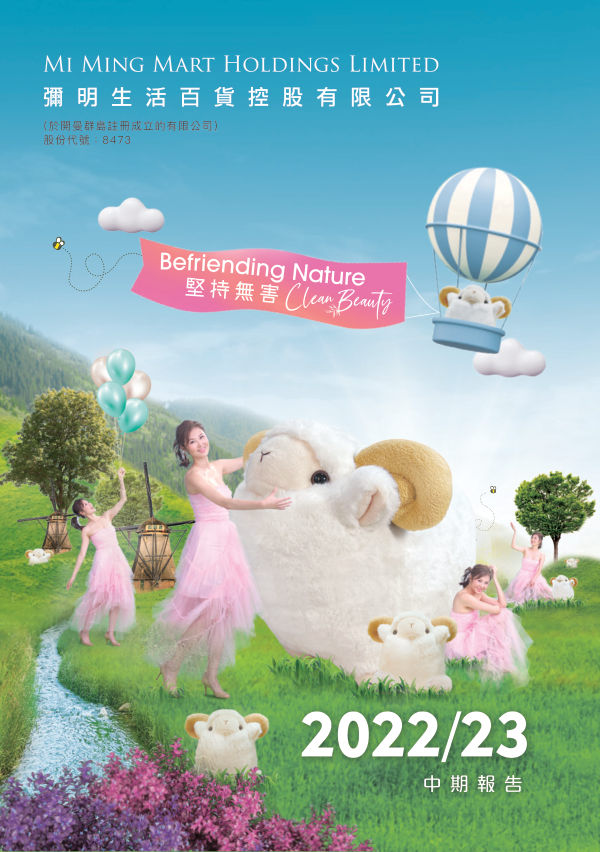 MI MING MART HOLDINGS LIMITED
彌明生活百貨控股有限公司
(於開曼群島註冊成立的有限公司)
股份代號：8473
Befriending Nature
堅持無害 Clean Beauty
2022/23
中期報告